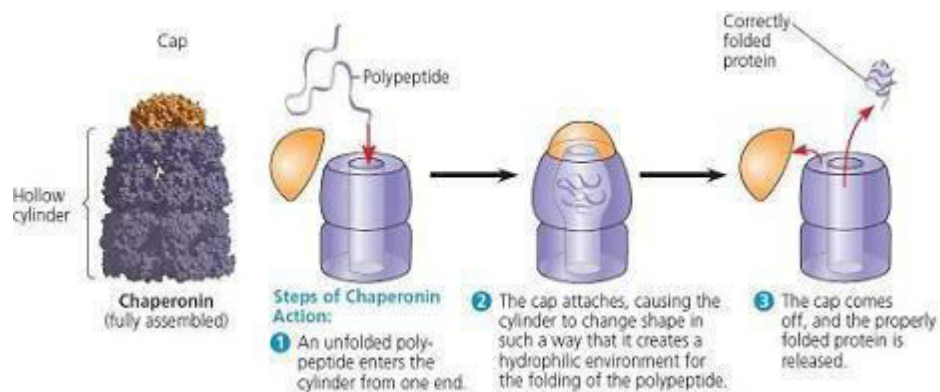 Cap
Hollow
cylinder
Chaperonin
(fully assembled)
Polypeptide
Correctly
folded
protein
Steps of Chaperonin
Action:
1 An unfolded poly-
peptide enters the
cylinder from one end.
2 The cap attaches, causing the
cylinder to change shape in
such a way that it creates a
hydrophilic environment for
the folding of the polypeptide.
3 The cap comes
off, and the properly
folded protein is
released.